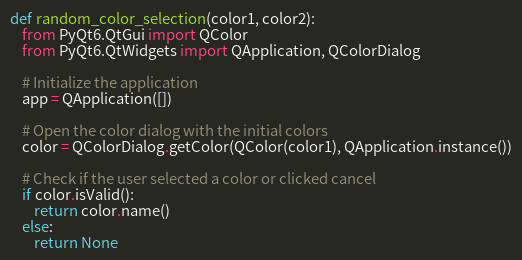 def random_color_selection(color1, color2):
    from PyQt6.QtGui import QColor
    from PyQt6.QtWidgets import QApplication, QColorDialog

    # Initialize the application
    app = QApplication([])

    # Open the color dialog with the initial colors
    color = QColorDialog.getColor(QColor(color1), QApplication.instance())

    # Check if the user selected a color or clicked cancel
    if color.isValid():
        return color.name()
    else:
        return None